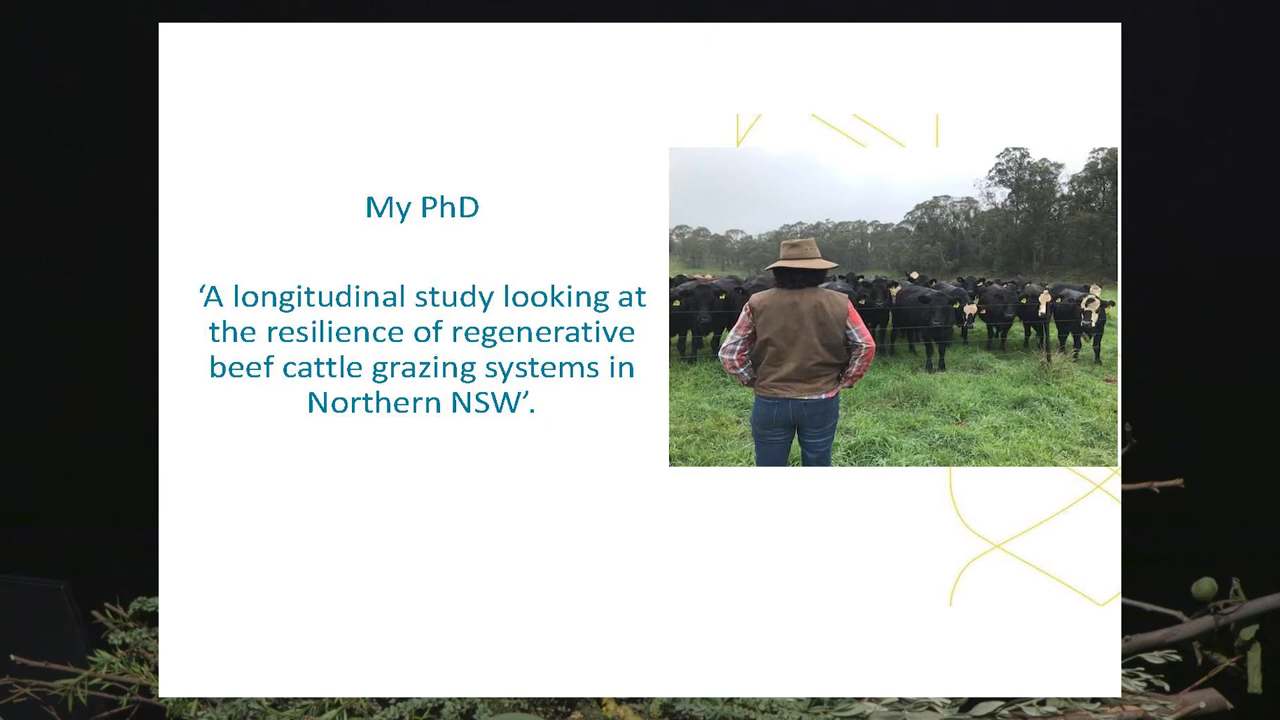 My PhD
‘A longitudinal study looking at
the resilience of regenerative
beef cattle grazing systems in
Northern NSW’.